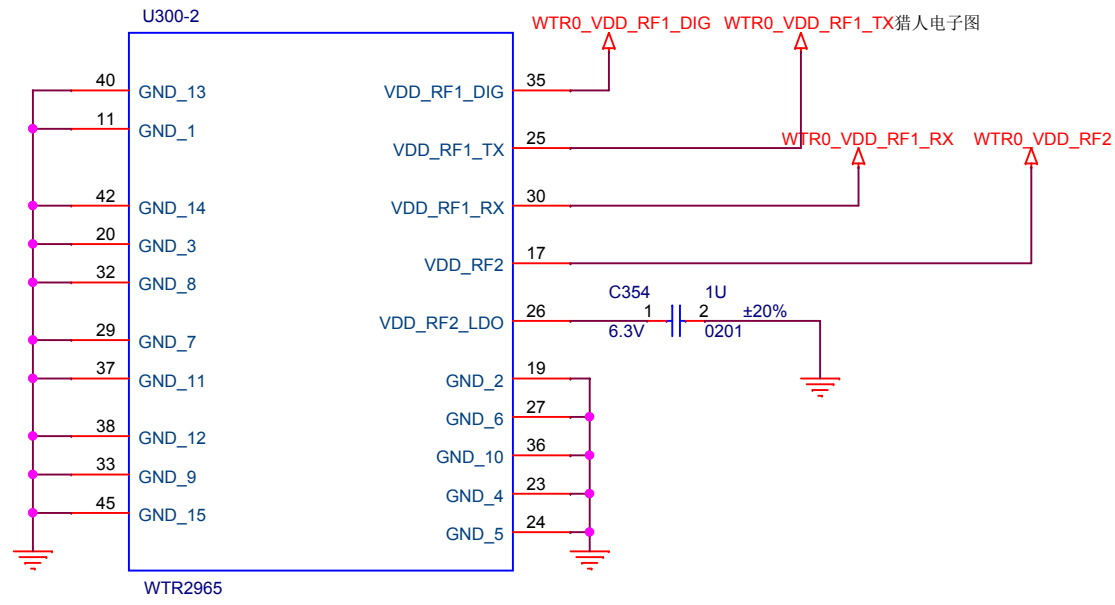 U300-2
WTR0_VDD_RF1_DIG WTR0_VDD_RF1_TX猎人电子图
40 GND_13 VDD_RF1_DIG 35
11 GND_1
VDD_RF1_TX 25
WTR0_VDD_RF1_RX WTR0_VDD_RF2
42 GND_14 VDD_RF1_RX 30
20 GND_3
VDD_RF2 17
32 GND_8
C354 1U
29 GND_7 VDD_RF2_LDO 26 1 2 ±20%
6.3V 0201
37 GND_11 GND_2 19
GND_6 27
38 GND_12
GND_10 36
33 GND_9
GND_4 23
45 GND_15
GND_5 24
WTR2965